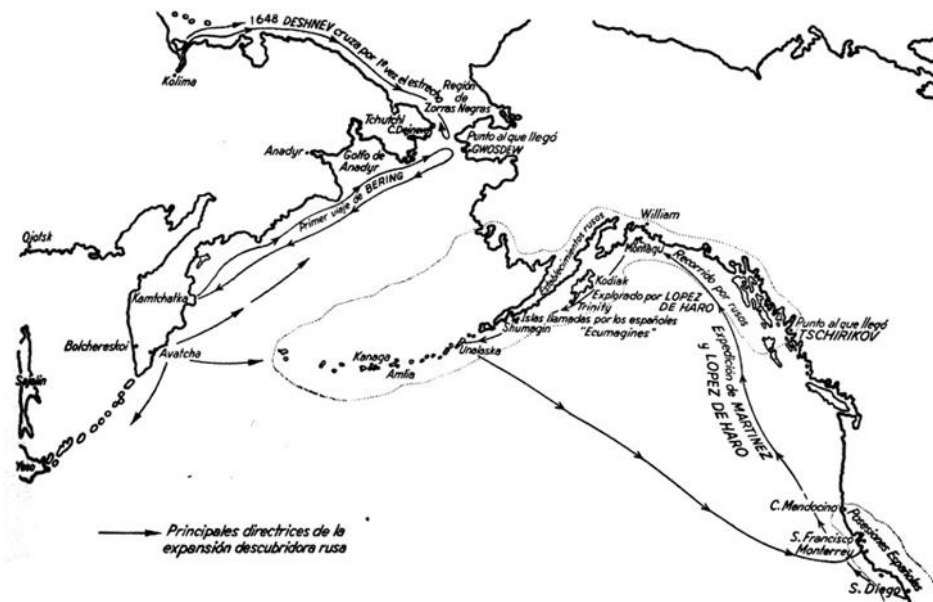 1648 DESHNEV cruza por 1ª vez el estrecho
Kolima
Región
de
Zorras Negras
Tchutchi
C. Dejnew
Punto al que llegó
GWOSDEW
Anadyr
Golfo de
Anadyr
Primer viaje de BERING
Ojotsk
William
Montagu
Establecimientos rusos
Recorrido por rusos
Kodiak
Explorado por LOPEZ
DE HARO
Trinity
Islas llamadas por los españoles
"Ecumagines"
Shumagin
Punto al que llegó
TSCHIRIKOV
Kamtchatka
Bolchereskoi
Avatcha
Kanaga
Amlia
Unalaska
Expedición de MARTINEZ
y LOPEZ DE HARO
Yeso
C. Mendocino
Posesiones Españolas
S. Francisco
Monterrey
S. Diego
Principales directrices de la
expansión descubridora rusa